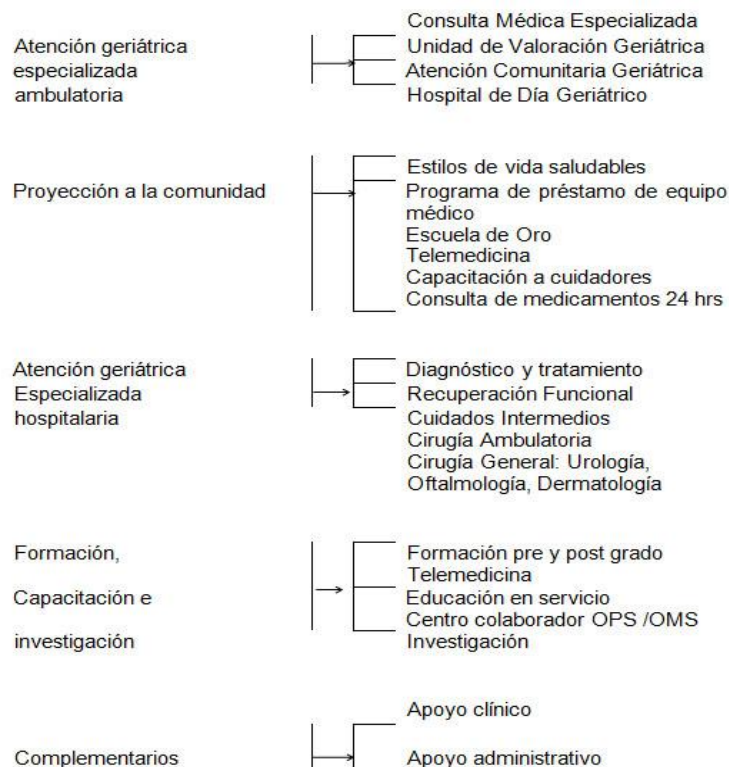 Atención geriátrica
especializada
ambulatoria
Consulta Médica Especializada
Unidad de Valoración Geriátrica
Atención Comunitaria Geriátrica
Hospital de Día Geriátrico
Proyección a la comunidad
Estilos de vida saludables
Programa de préstamo de equipo
médico
Escuela de Oro
Telemedicina
Capacitación a cuidadores
Consulta de medicamentos 24 hrs
Atención geriátrica
Especializada
hospitalaria
Diagnóstico y tratamiento
Recuperación Funcional
Cuidados Intermedios
Cirugía Ambulatoria
Cirugía General: Urología,
Oftalmología, Dermatología
Formación,
Capacitación e
investigación
Formación pre y post grado
Telemedicina
Educación en servicio
Centro colaborador OPS /OMS
Investigación
Complementarios
Apoyo clínico
Apoyo administrativo